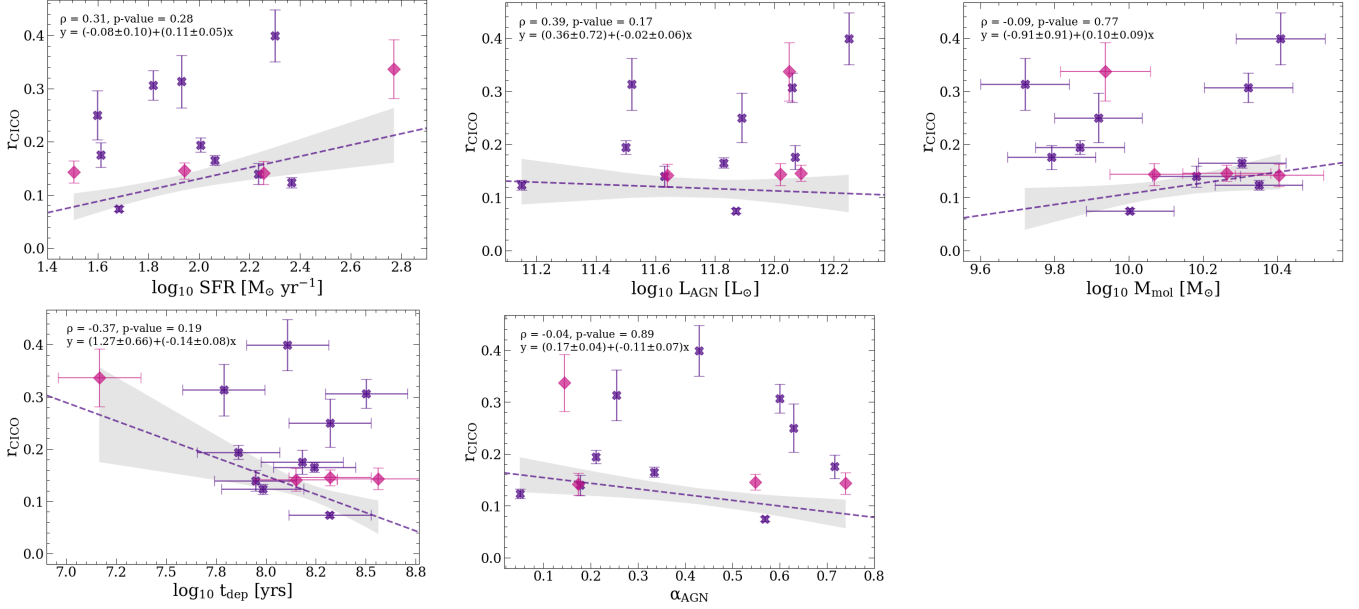 ρ = 0.31, p-value = 0.28
y = (-0.08±0.10)+(0.11±0.05)x
r_CICO
0.4
0.3
0.2
0.1
0.0
1.4 1.6 1.8 2.0 2.2 2.4 2.6 2.8
log₁₀ SFR [M⊙ yr⁻¹]
ρ = 0.39, p-value = 0.17
y = (0.36±0.72)+(-0.02±0.06)x
r_CICO
0.4
0.3
0.2
0.1
0.0
11.2 11.4 11.6 11.8 12.0 12.2
log₁₀ L_AGN [L⊙]
ρ = -0.09, p-value = 0.77
y = (-0.91±0.91)+(0.10±0.09)x
r_CICO
0.4
0.3
0.2
0.1
0.0
9.6 9.8 10.0 10.2 10.4
log₁₀ M_mol [M⊙]
ρ = -0.37, p-value = 0.19
y = (1.27±0.66)+(-0.14±0.08)x
r_CICO
0.4
0.3
0.2
0.1
0.0
7.0 7.2 7.5 7.8 8.0 8.2 8.5 8.8
log₁₀ t_dep [yrs]
ρ = -0.04, p-value = 0.89
y = (0.17±0.04)+(-0.11±0.07)x
r_CICO
0.4
0.3
0.2
0.1
0.0
0.1 0.2 0.3 0.4 0.5 0.6 0.7 0.8
α_AGN